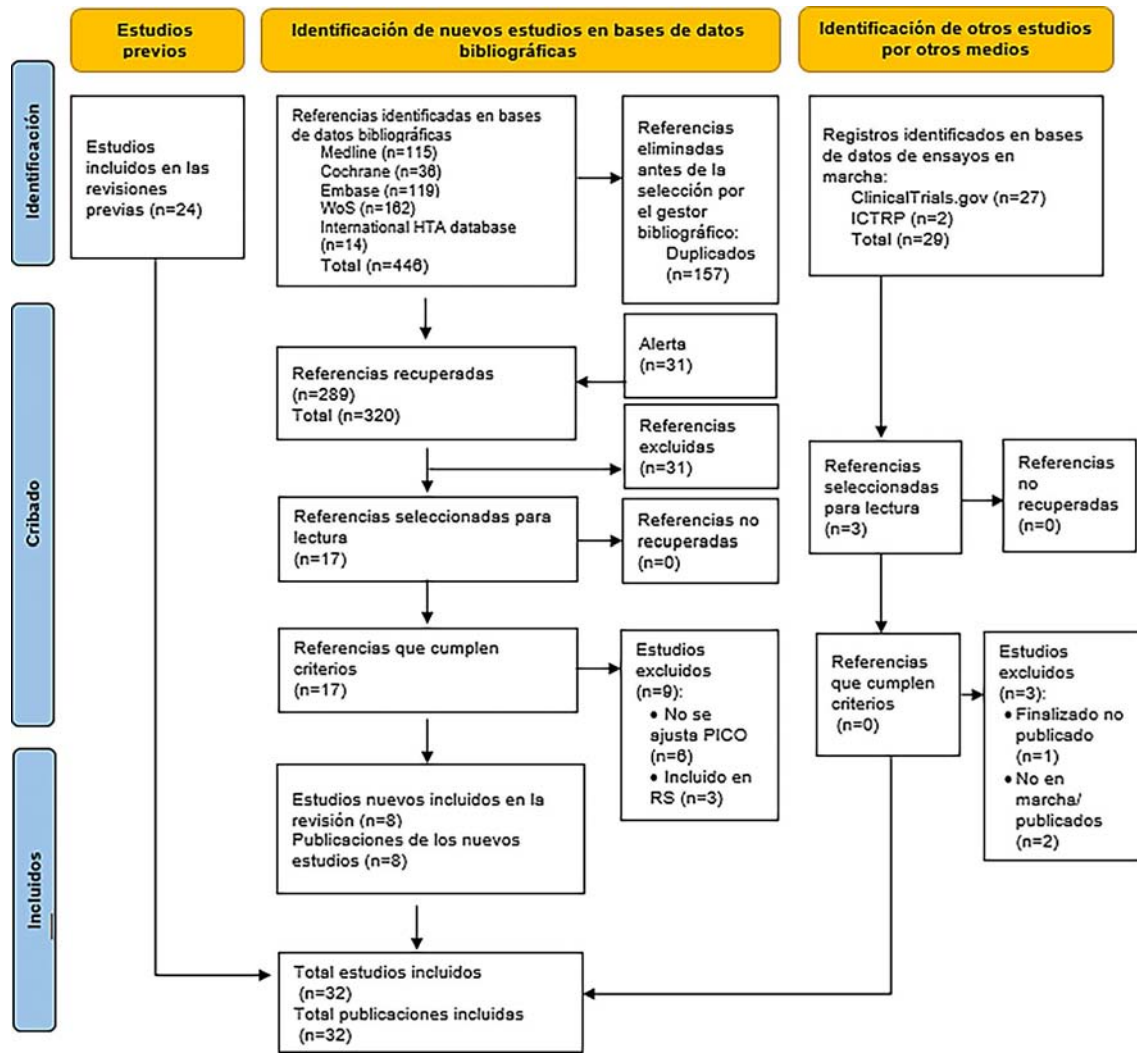 Estudios
previos
Identificación de nuevos estudios en bases de datos
bibliográficas
Identificación de otros estudios
por otros medios
Identificación
Estudios
incluidos en las
revisiones
previas (n=24)
Referencias identificadas en bases
de datos bibliográficas
Medline (n=115)
Cochrane (n=36)
Embase (n=119)
WoS (n=162)
International HTA database
(n=14)
Total (n=446)
Referencias
eliminadas
antes de la
selección por
el gestor
bibliográfico:
Duplicados
(n=157)
Registros identificados en bases
de datos de ensayos en
marcha:
ClinicalTrials.gov (n=27)
ICTRP (n=2)
Total (n=29)
Cribado
Referencias recuperadas
(n=289)
Total (n=320)
Alerta
(n=31)
Referencias
excluidas
(n=31)
Referencias seleccionadas para
lectura
(n=17)
Referencias no
recuperadas
(n=0)
Referencias
seleccionadas
para lectura
(n=3)
Referencias
no
recuperadas
(n=0)
Referencias que cumplen
criterios
(n=17)
Estudios
excluidos
(n=9):
• No se
ajusta PICO
(n=6)
• Incluido en
RS (n=3)
Referencias
que cumplen
criterios
(n=0)
Estudios
excluidos
(n=3):
• Finalizado no
publicado
(n=1)
• No en
marcha/
publicados
(n=2)
Incluidos
Estudios nuevos incluidos en la
revisión (n=8)
Publicaciones de los nuevos
estudios (n=8)
Total estudios incluidos
(n=32)
Total publicaciones incluidas
(n=32)